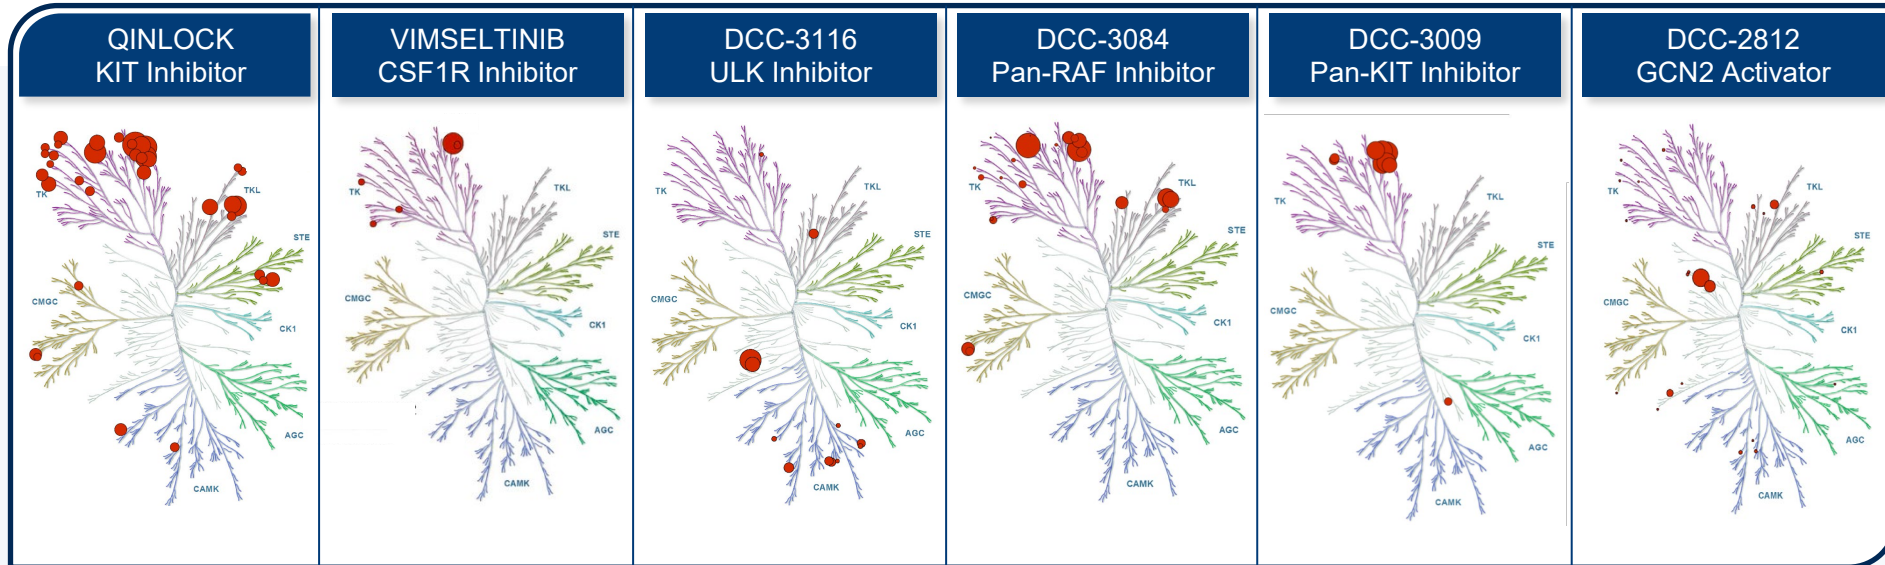 QINLOCK
KIT Inhibitor
TK
TKL
STE
CMGC
CK1
AGC
CAMK
VIMSELTINIB
CSF1R Inhibitor
TK
TKL
STE
CMGC
CK1
AGC
CAMK
DCC-3116
ULK Inhibitor
TK
TKL
STE
CMGC
CK1
AGC
CAMK
DCC-3084
Pan-RAF Inhibitor
TK
TKL
STE
CMGC
CK1
AGC
CAMK
DCC-3009
Pan-KIT Inhibitor
TK
TKL
STE
CMGC
CK1
AGC
CAMK
DCC-2812
GCN2 Activator
TK
TKL
STE
CMGC
CK1
AGC
CAMK